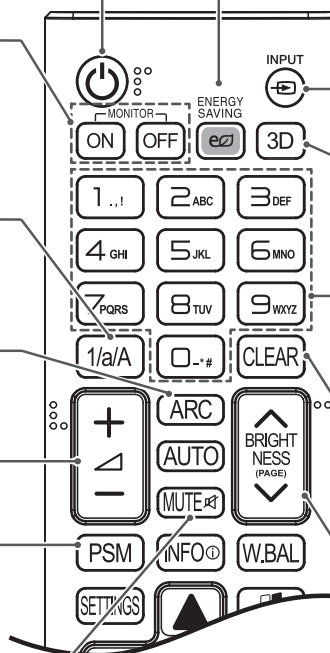 INPUT
MONITOR
ENERGY
SAVING
ON OFF 3D
1 .,! 2 ABC 3 DEF
4 GHI 5 JKL 6 MNO
7 PQRS 8 TUV 9 WXYZ
1/a/A 0 -*# CLEAR
ARC
BRIGHT
NESS
(PAGE)
AUTO
MUTE
PSM INFO W.BAL
SETTINGS